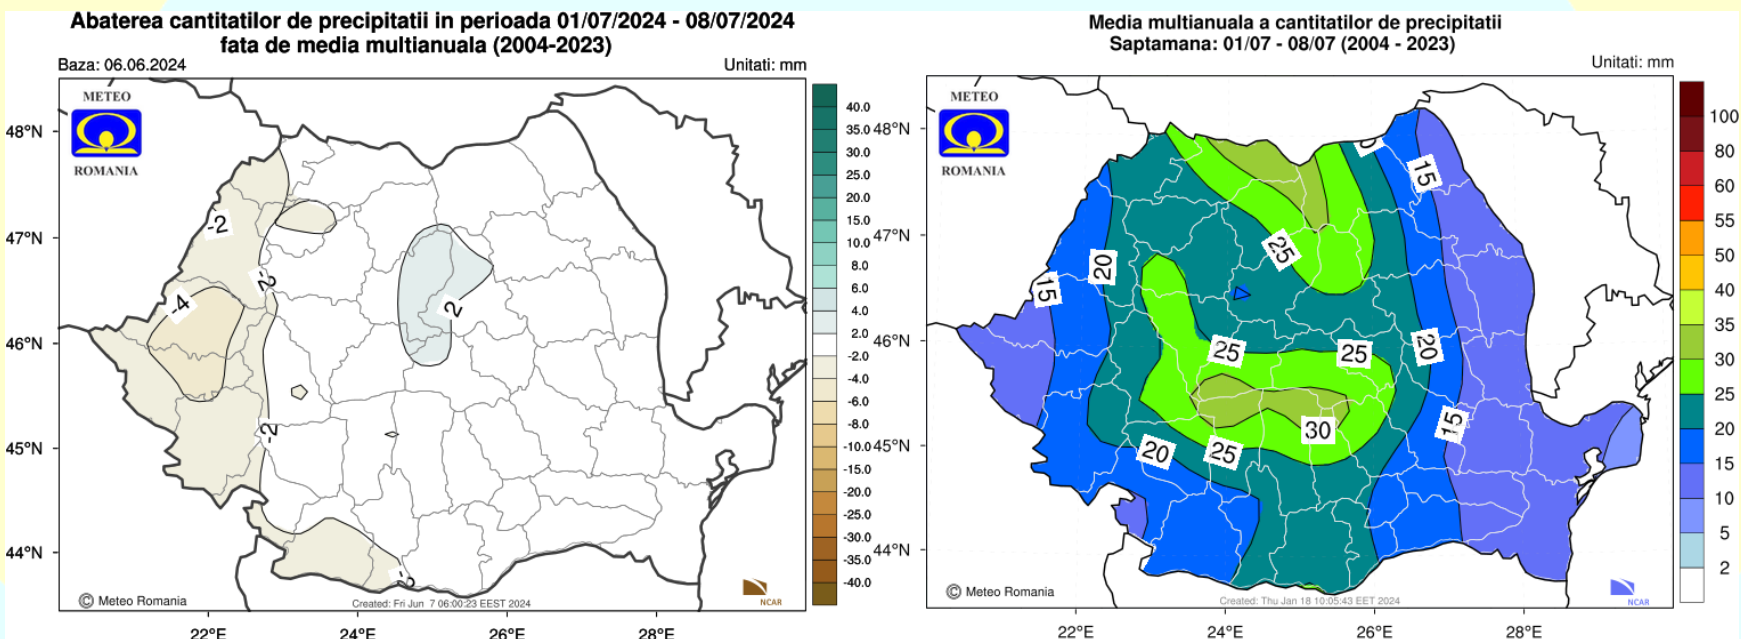 Abaterea cantitatilor de precipitatii in perioada 01/07/2024 - 08/07/2024
fata de media multianuala (2004-2023)
Baza: 06.06.2024
Unitati: mm
METEO
ROMANIA
48°N
47°N
46°N
45°N
44°N
-2
-2
-4
2
-2
40.0
35.0
30.0
25.0
20.0
15.0
10.0
8.0
6.0
4.0
2.0
-2.0
-4.0
-6.0
-8.0
-10.0
-15.0
-20.0
-25.0
-30.0
-35.0
-40.0
© Meteo Romania
Created: Fri Jun 7 06:00:23 EEST 2024
NCAR
22°E
24°E
26°E
28°E
Media multianuala a cantitatilor de precipitatii
Saptamana: 01/07 - 08/07 (2004 - 2023)
Unitati: mm
METEO
ROMANIA
48°N
47°N
46°N
45°N
44°N
15
25
20
15
25
25
20
15
30
20
25
100
80
60
55
50
40
35
30
25
20
15
10
5
2
© Meteo Romania
Created: Thu Jan 18 10:05:43 EET 2024
NCAR
22°E
24°E
26°E
28°E